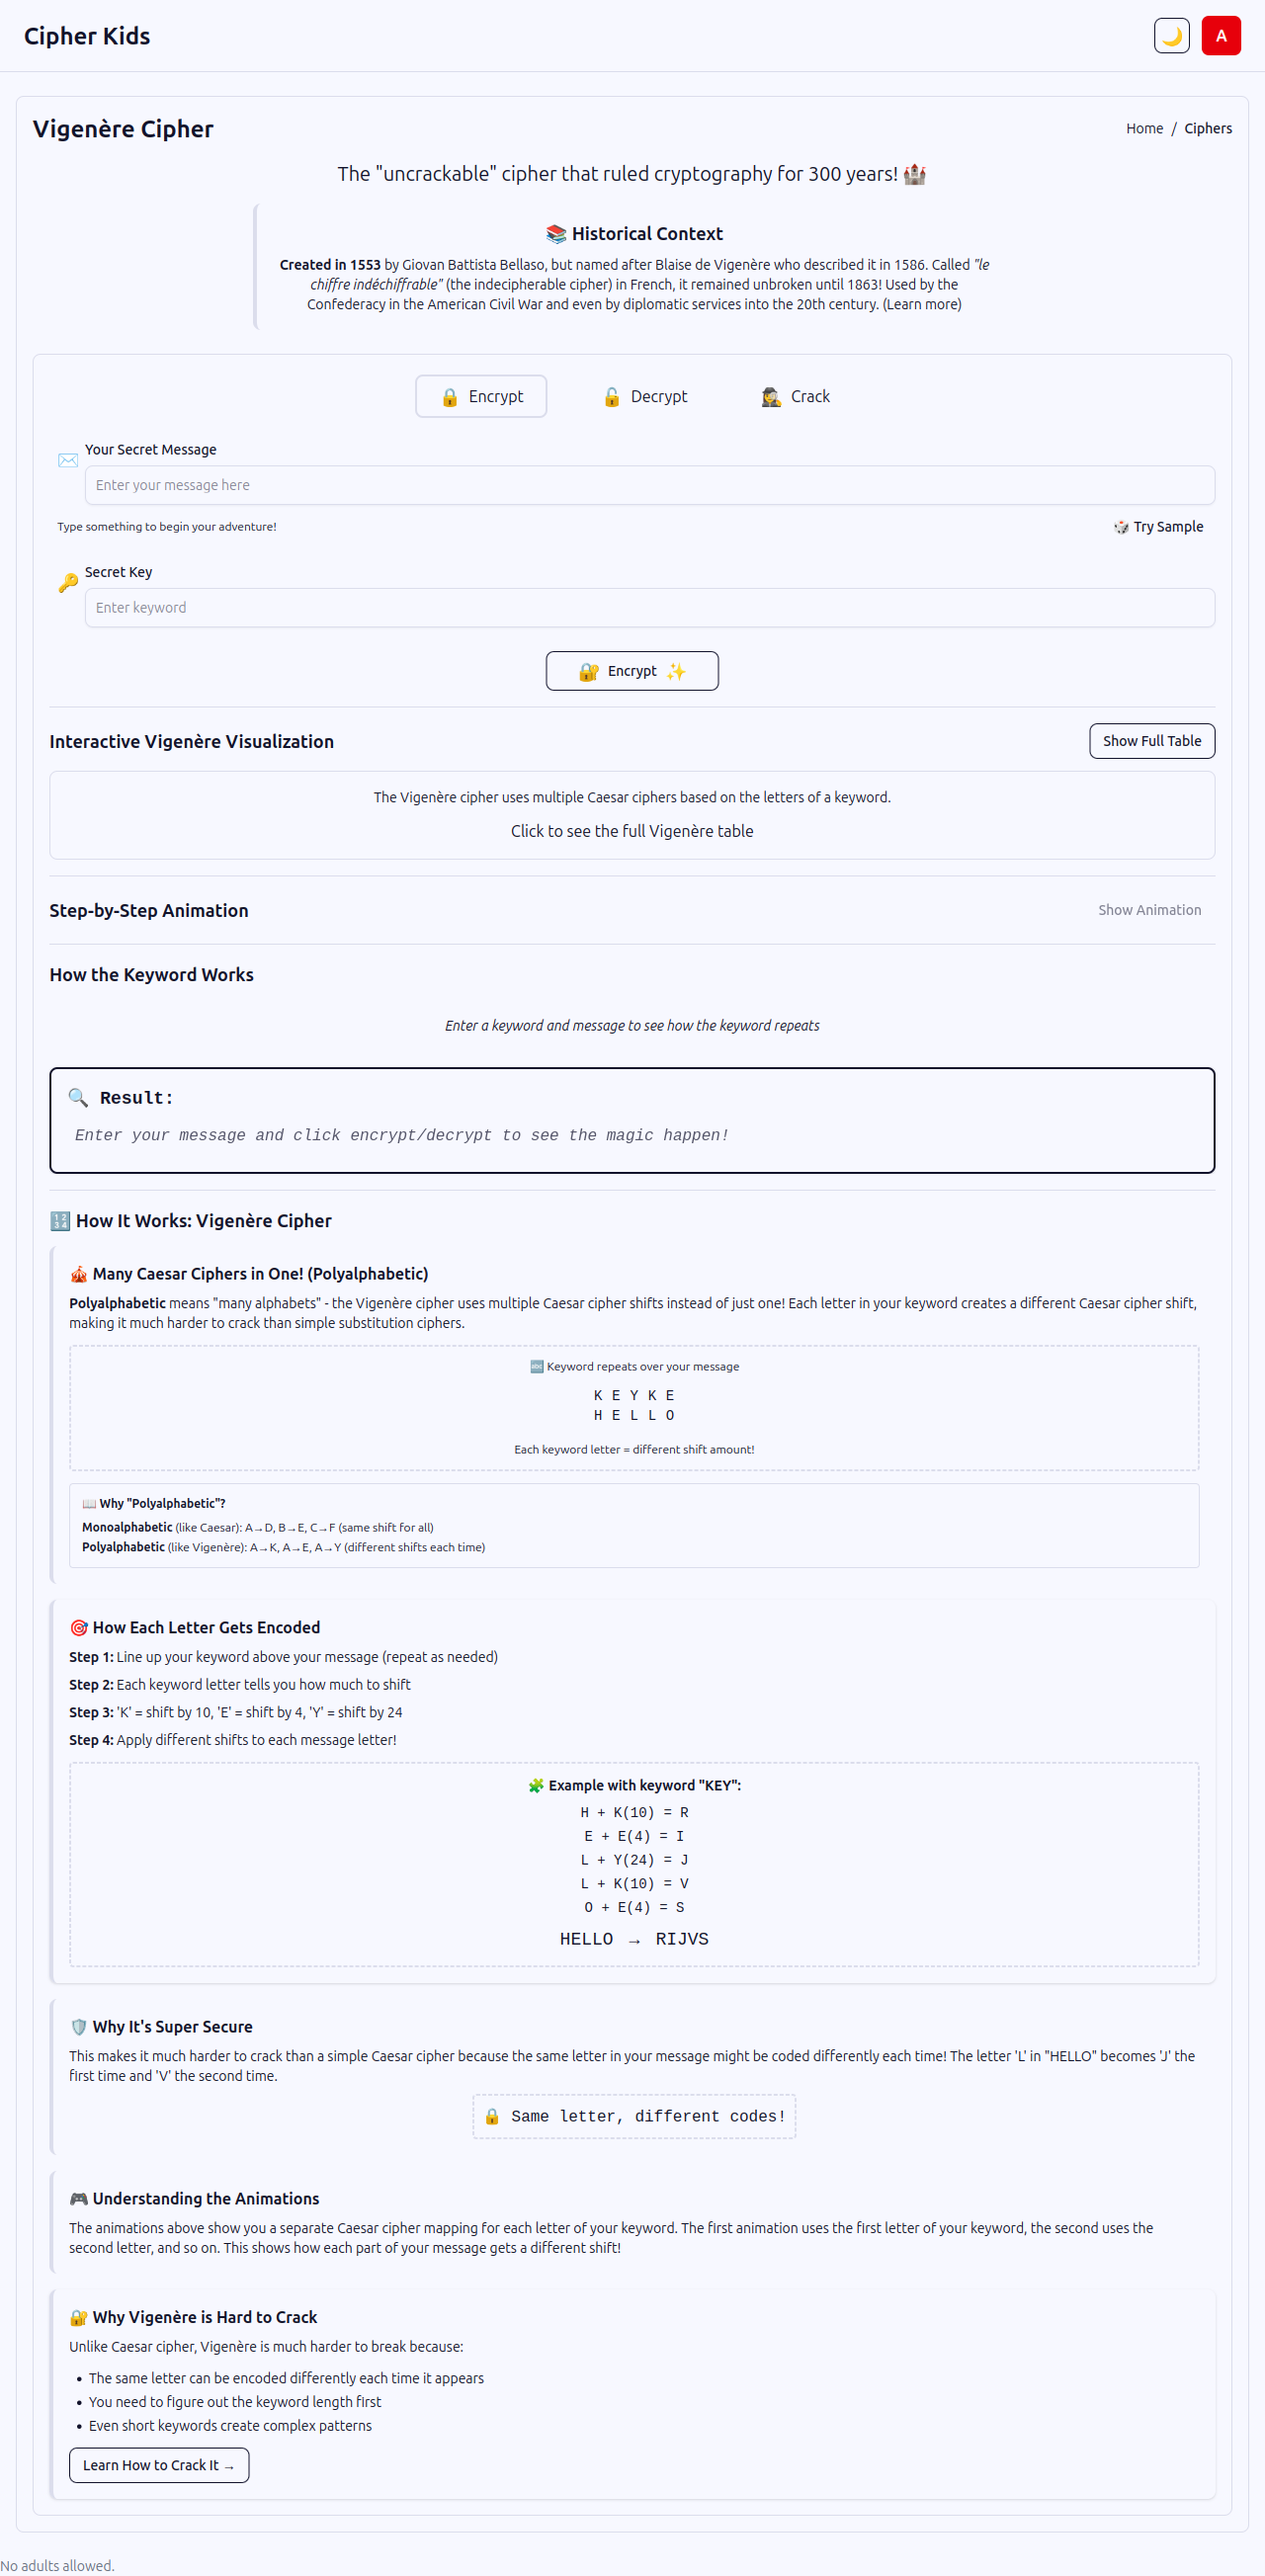 Cipher Kids
🌙 A
Vigenère Cipher
Home / Ciphers
The "uncrackable" cipher that ruled cryptography for 300 years! 🏰
📚 Historical Context
Created in 1553 by Giovan Battista Bellaso, but named after Blaise de Vigenère who described it in 1586. Called "le
chiffre indéchiffrable" (the indecipherable cipher) in French, it remained unbroken until 1863! Used by the
Confederacy in the American Civil War and even by diplomatic services into the 20th century. (Learn more)
🔒 Encrypt 🔓 Decrypt 🕵️ Crack
Your Secret Message
Enter your message here
Type something to begin your adventure!
🎲 Try Sample
Secret Key
Enter keyword
🔐 Encrypt ✨
Interactive Vigenère Visualization
Show Full Table
The Vigenère cipher uses multiple Caesar ciphers based on the letters of a keyword.
Click to see the full Vigenère table
Step-by-Step Animation
Show Animation
How the Keyword Works
Enter a keyword and message to see how the keyword repeats
🔍 Result:
Enter your message and click encrypt/decrypt to see the magic happen!
🔢 How It Works: Vigenère Cipher
🎪 Many Caesar Ciphers in One! (Polyalphabetic)
Polyalphabetic means "many alphabets" - the Vigenère cipher uses multiple Caesar cipher shifts instead of just one! Each letter in your keyword creates a different Caesar cipher shift,
making it much harder to crack than simple substitution ciphers.
🔤 Keyword repeats over your message
K E Y K E
H E L L O
Each keyword letter = different shift amount!
📖 Why "Polyalphabetic"?
Monoalphabetic (like Caesar): A→D, B→E, C→F (same shift for all)
Polyalphabetic (like Vigenère): A→K, A→E, A→Y (different shifts each time)
🎯 How Each Letter Gets Encoded
Step 1: Line up your keyword above your message (repeat as needed)
Step 2: Each keyword letter tells you how much to shift
Step 3: 'K' = shift by 10, 'E' = shift by 4, 'Y' = shift by 24
Step 4: Apply different shifts to each message letter!
🧩 Example with keyword "KEY":
H + K(10) = R
E + E(4) = I
L + Y(24) = J
L + K(10) = V
O + E(4) = S
HELLO → RIJVS
🛡️ Why It's Super Secure
This makes it much harder to crack than a simple Caesar cipher because the same letter in your message might be coded differently each time! The letter 'L' in "HELLO" becomes 'J' the
first time and 'V' the second time.
🔒 Same letter, different codes!
🎮 Understanding the Animations
The animations above show you a separate Caesar cipher mapping for each letter of your keyword. The first animation uses the first letter of your keyword, the second uses the
second letter, and so on. This shows how each part of your message gets a different shift!
🔐 Why Vigenère is Hard to Crack
Unlike Caesar cipher, Vigenère is much harder to break because:
• The same letter can be encoded differently each time it appears
• You need to figure out the keyword length first
• Even short keywords create complex patterns
Learn How to Crack It →
No adults allowed.